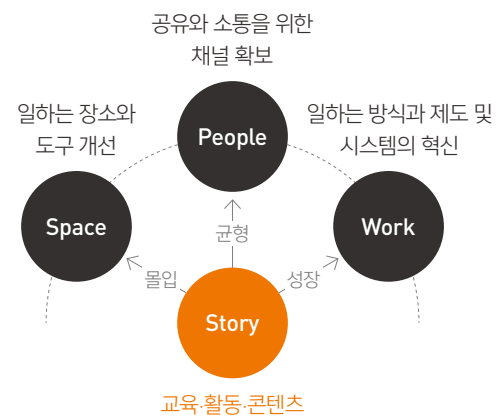 공유와 소통을 위한
채널 확보
People
일하는 장소와
도구 개선
Space
일하는 방식과 제도 및
시스템의 혁신
Work
균형
몰입
성장
Story
교육·활동·콘텐츠